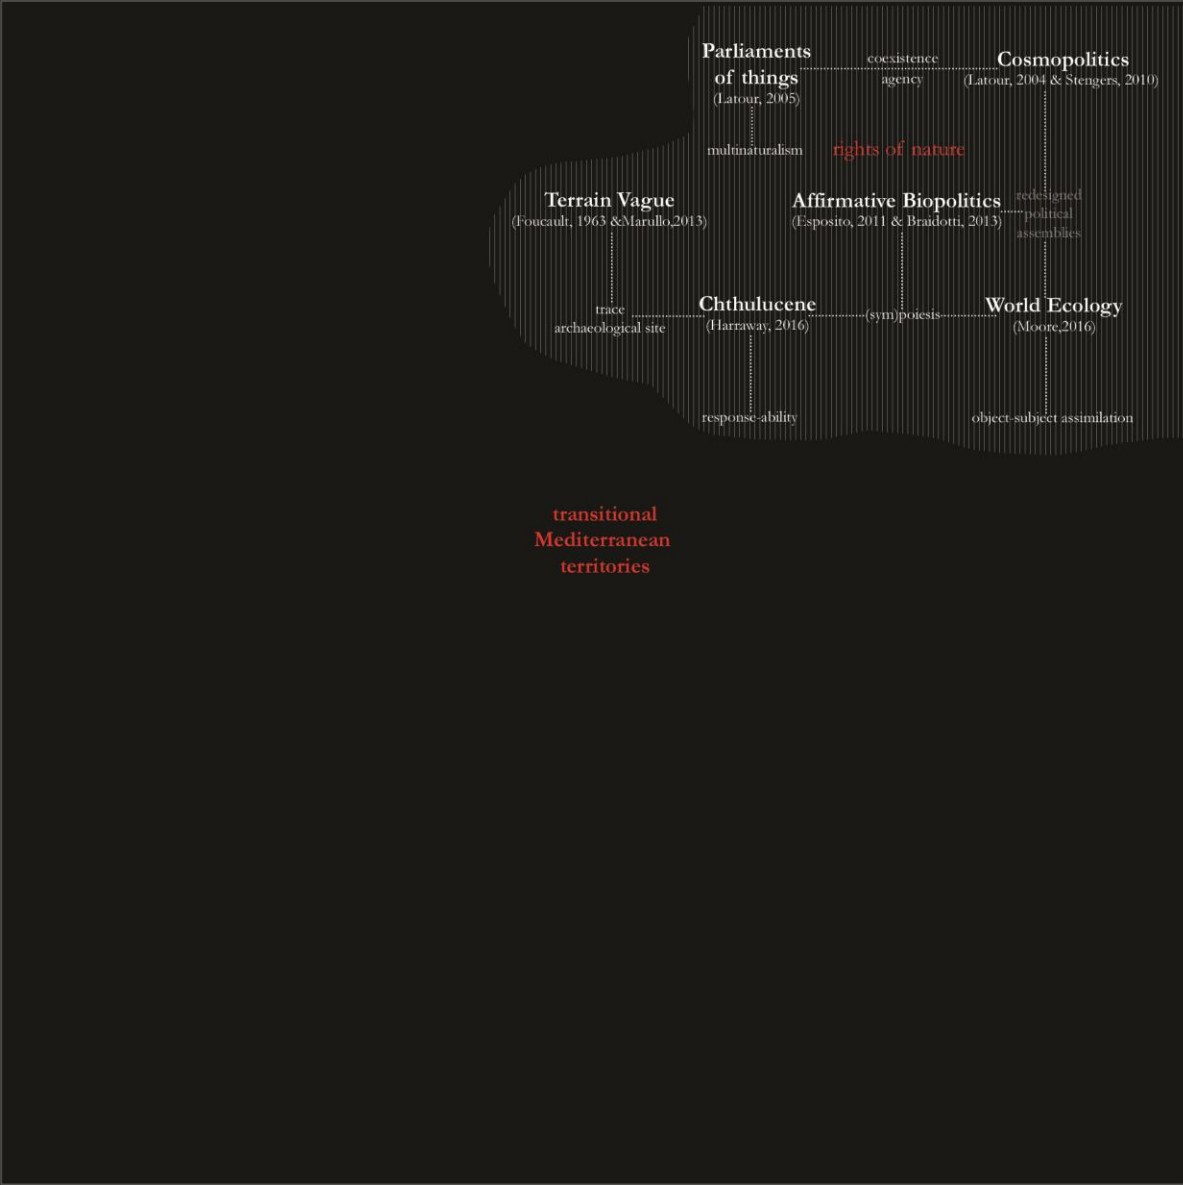 Parliaments
of things
(Latour, 2005)
coexistence
agency
Cosmopolitics
(Latour, 2004 & Stengers, 2010)
multinaturalism
rights of nature
Terrain Vague
(Foucault, 1963 &Marullo,2013)
Affirmative Biopolitics
(Esposito, 2011 & Braidotti, 2013)
redesigned
political
assemblies
trace
archaeological site
Chthulucene
(Harraway, 2016)
(sym)poiesis
World Ecology
(Moore,2016)
response-ability
object-subject assimilation
transitional
Mediterranean
territories